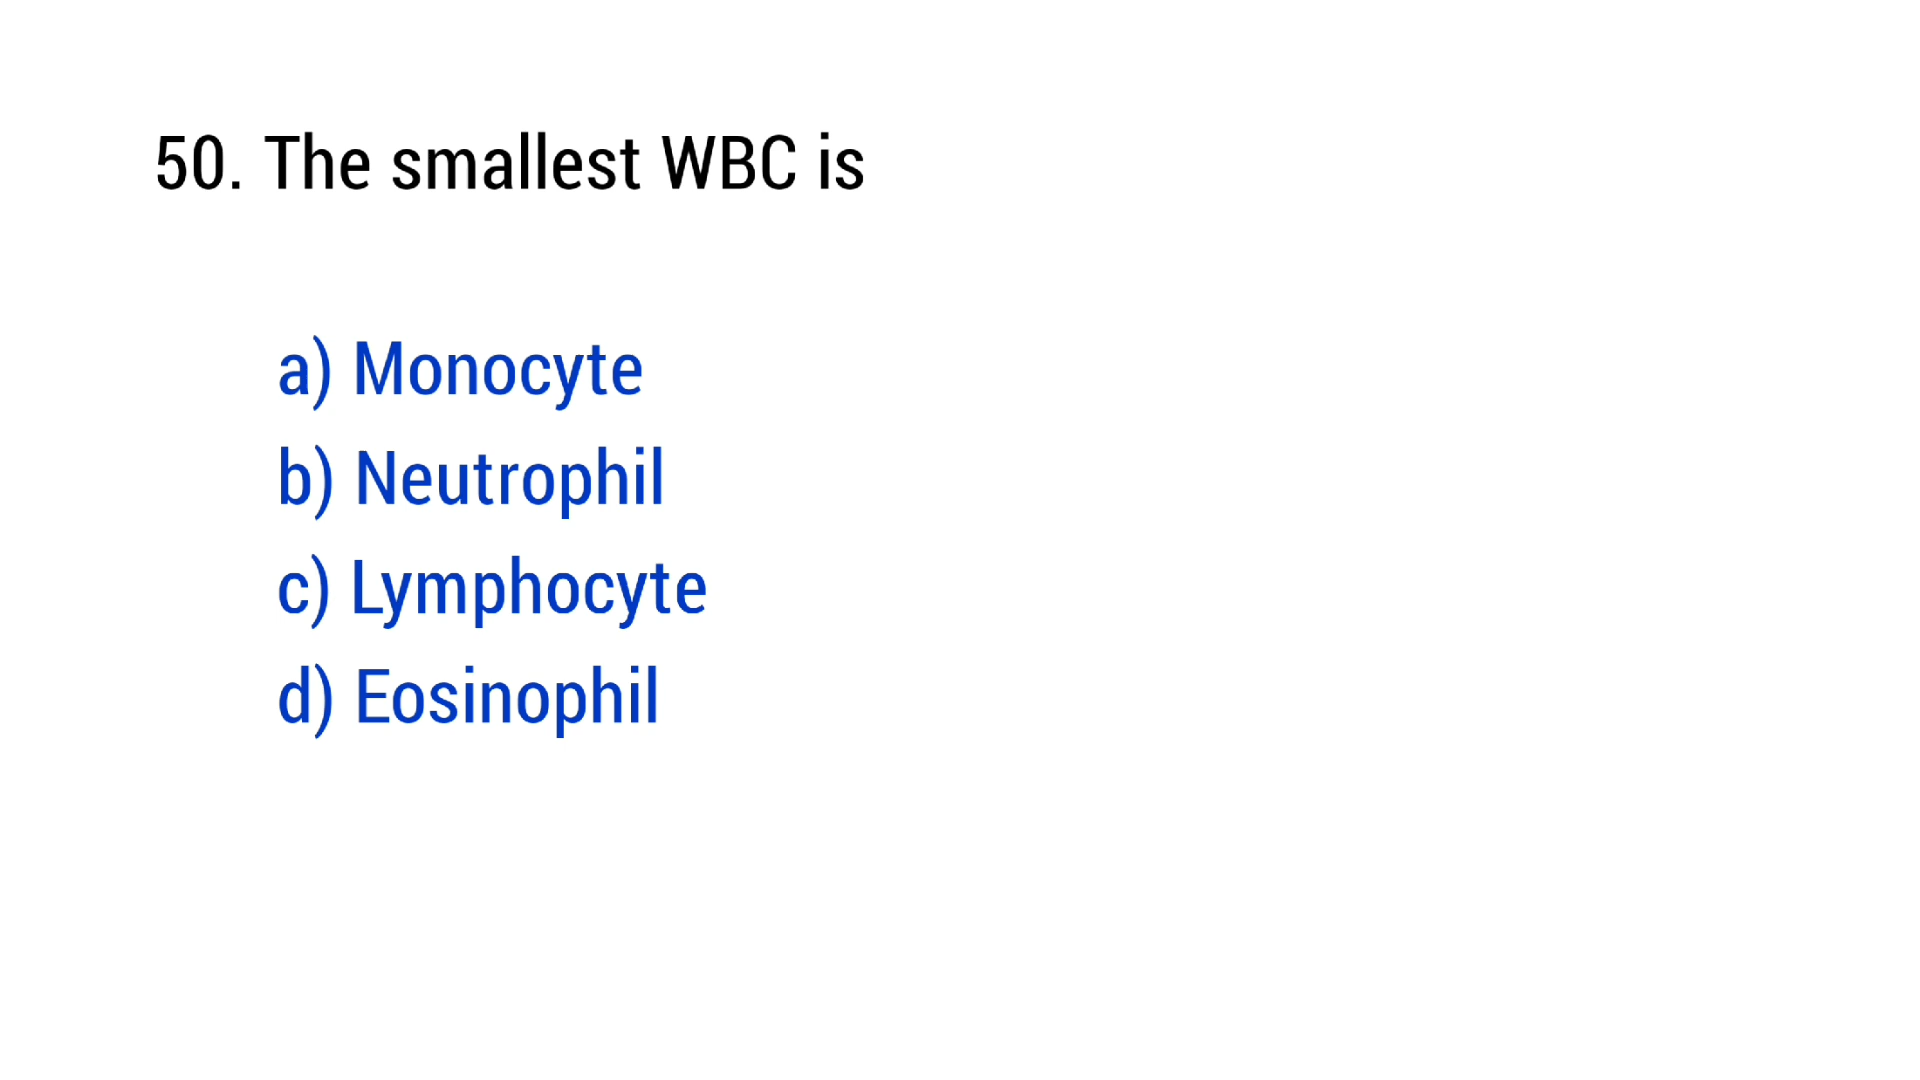 50. The smallest WBC is
a) Monocyte
b) Neutrophil
c) Lymphocyte
d) Eosinophil